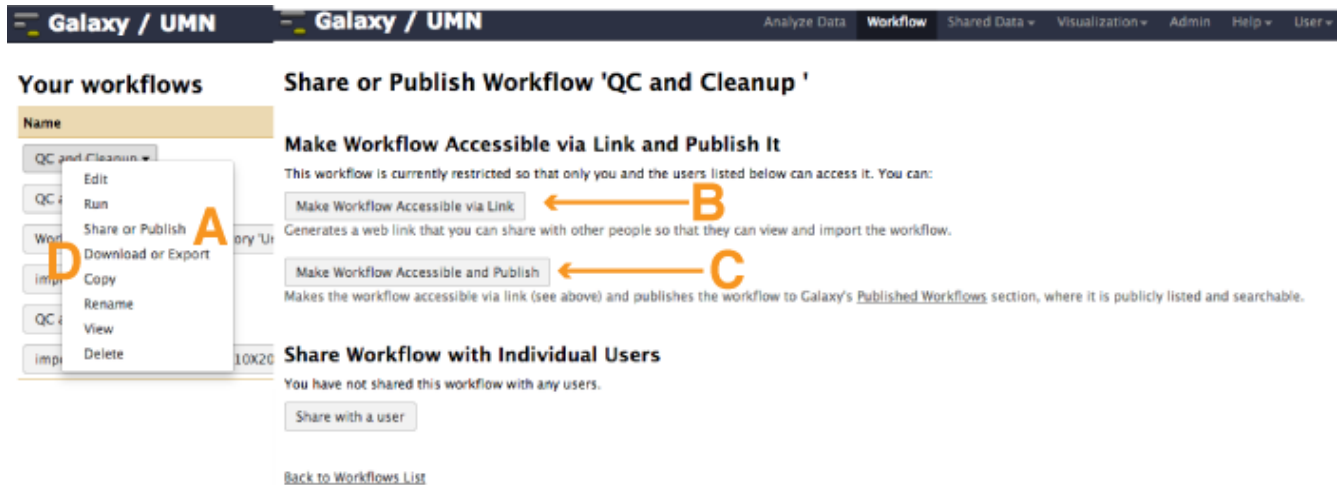 Galaxy / UMN
Your workflows
Name
QC and Cleanup
Edit
QC
Run
Share or Publish A
ory
D Download or Export
Copy
Rename
QC
View
Delete
10X20
Galaxy / UMN Analyze Data Workflow Shared Data Visualization Admin Help User
Share or Publish Workflow 'QC and Cleanup '
Make Workflow Accessible via Link and Publish It
This workflow is currently restricted so that only you and the users listed below can access it. You can:
Make Workflow Accessible via Link B
Generates a web link that you can share with other people so that they can view and import the workflow.
Make Workflow Accessible and Publish C
Makes the workflow accessible via link (see above) and publishes the workflow to Galaxy's Published Workflows section, where it is publicly listed and searchable.
Share Workflow with Individual Users
You have not shared this workflow with any users.
Share with a user
Back to Workflows List